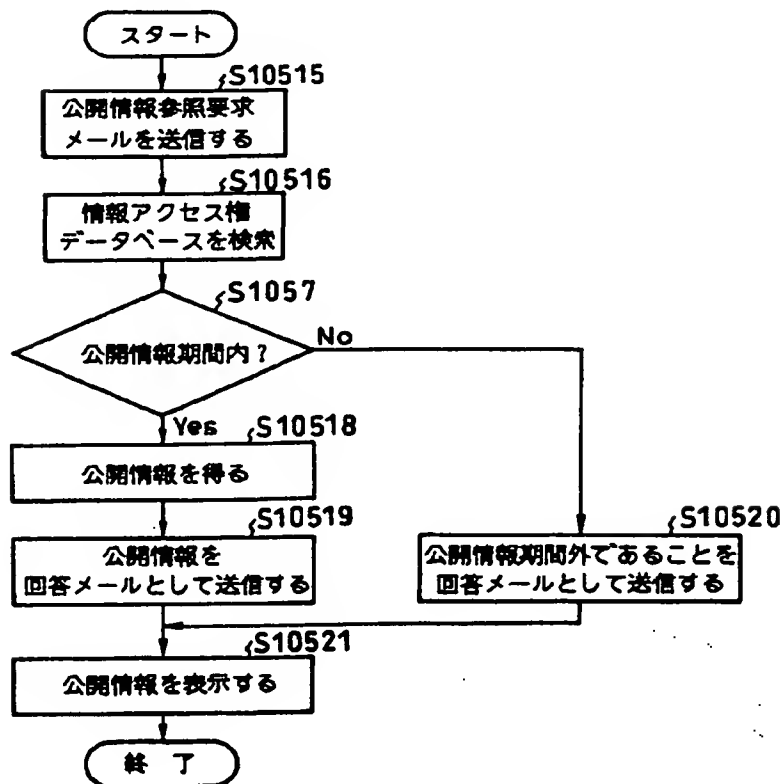 スタート
S10515
公開情報参照要求
メールを送信する
S10516
情報アクセス権
データベースを検索
S1057
公開情報期間内?
No
Yes
S10518
公開情報を得る
S10519
公開情報を
回答メールとして送信する
S10520
公開情報期間外であることを
回答メールとして送信する
S10521
公開情報を表示する
終 了